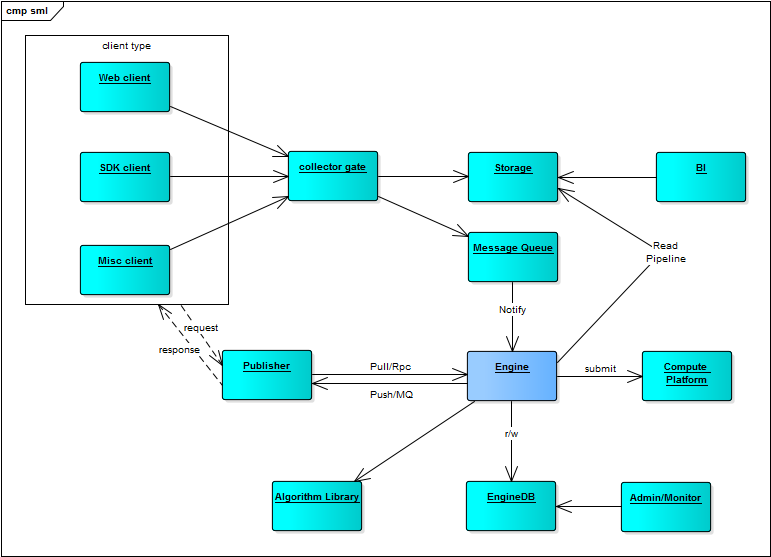 cmp sml
client type
Web client
SDK client
collector gate
Storage
BI
Misc client
Message Queue
Read
Pipeline
Notify
request
response
Publisher
Pull/Rpc
Push/MQ
Engine
submit
Compute
Platform
r/w
Algorithm Library
EngineDB
Admin/Monitor